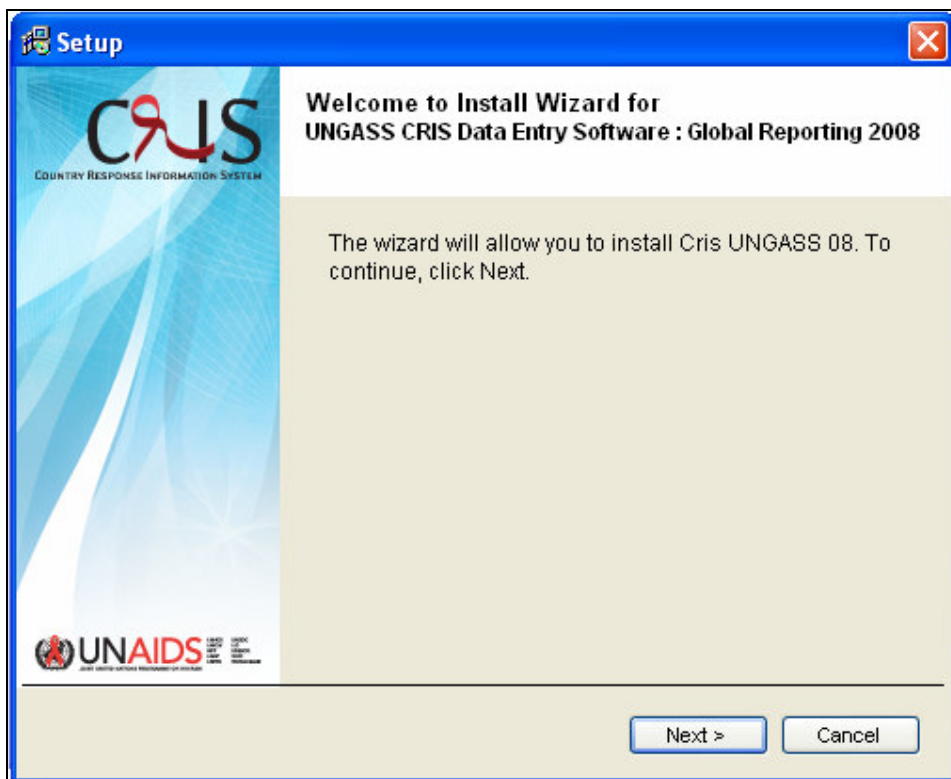 Setup
CRIS
COUNTRY RESPONSE INFORMATION SYSTEM
Welcome to Install Wizard for
UNGASS CRIS Data Entry Software : Global Reporting 2008
The wizard will allow you to install Cris UNGASS 08. To
continue, click Next.
UNAIDS
Next >
Cancel